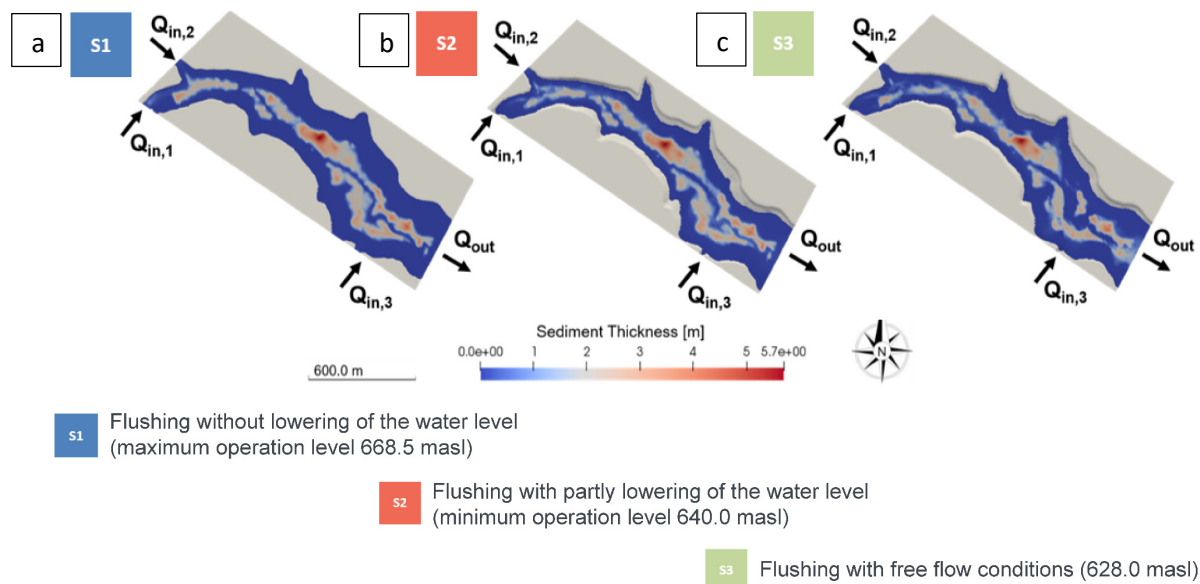 a
S1
b
S2
c
S3
Qin,2
Qin,1
Qout
Qin,3
Qin,2
Qin,1
Qout
Qin,3
Qin,2
Qin,1
Qout
Qin,3
Sediment Thickness [m]
0.0e+00 1 2 3 4 5 5.7e+00
600.0 m
N
S1
Flushing without lowering of the water level
(maximum operation level 668.5 masl)
S2
Flushing with partly lowering of the water level
(minimum operation level 640.0 masl)
S3
Flushing with free flow conditions (628.0 masl)